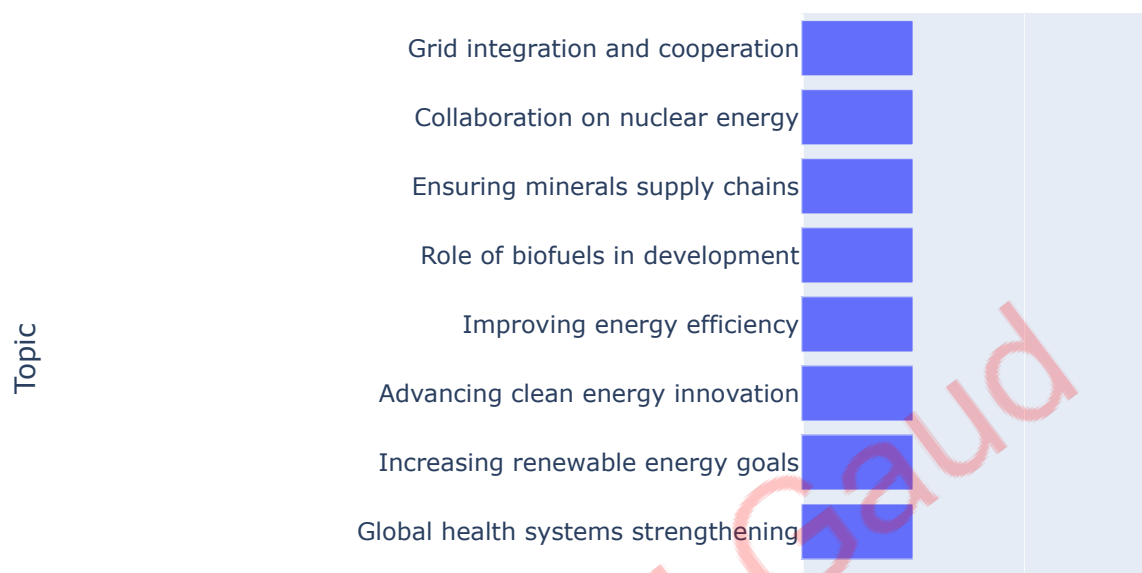 Grid integration and cooperation
Collaboration on nuclear energy
Ensuring minerals supply chains
Role of biofuels in development
Topic
Improving energy efficiency
Advancing clean energy innovation
Increasing renewable energy goals
Global health systems strengthening
Gaud